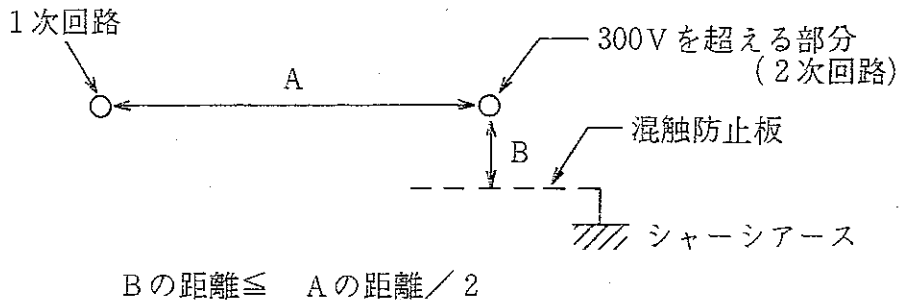 1次回路
300Vを超える部分
(2次回路)
A
B
混触防止板
シャーシアース
Bの距離≦ Aの距離/2